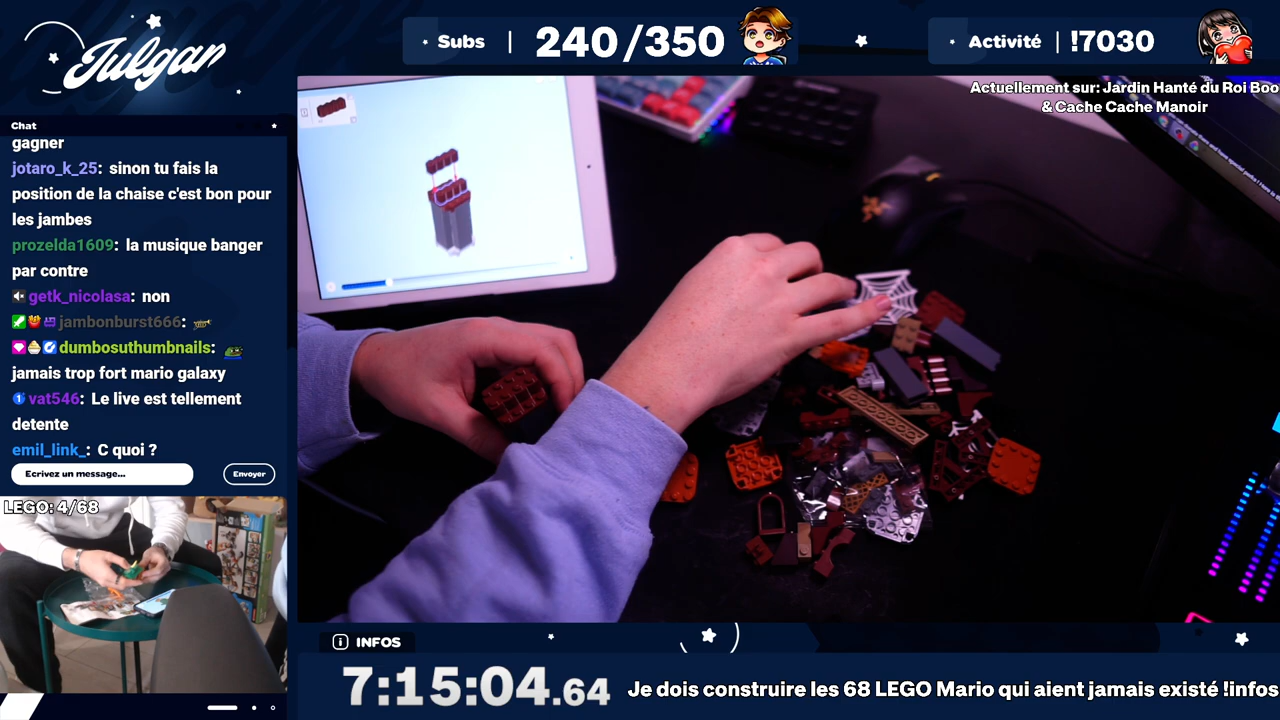 Julgan
Subs | 240/350
Activité | !7030
Actuellement sur: Jardin Hanté du Roi Boo
& Cache Cache Manoir
Chat
gagner
jotaro_k_25: sinon tu fais la
position de la chaise c'est bon pour
les jambes
prozelda1609: la musique banger
par contre
getk_nicolasa: non
jambonburst666:
dumbosuthumbnails:
jamais trop fort mario galaxy
vat546: Le live est tellement
detente
emil_link_: C quoi ?
Ecrivez un message...
Envoyer
LEGO: 4/68
INFOS
7:15:04.64
Je dois construire les 68 LEGO Mario qui aient jamais existé !infos